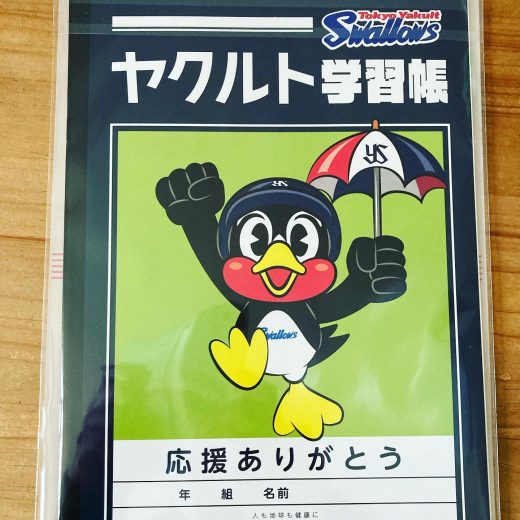 Tokyo Yakult
Swallows
ヤクルト学習帳
YS
YS
Swallows
応援ありがとう
年 組 名前
人も地球も健康に